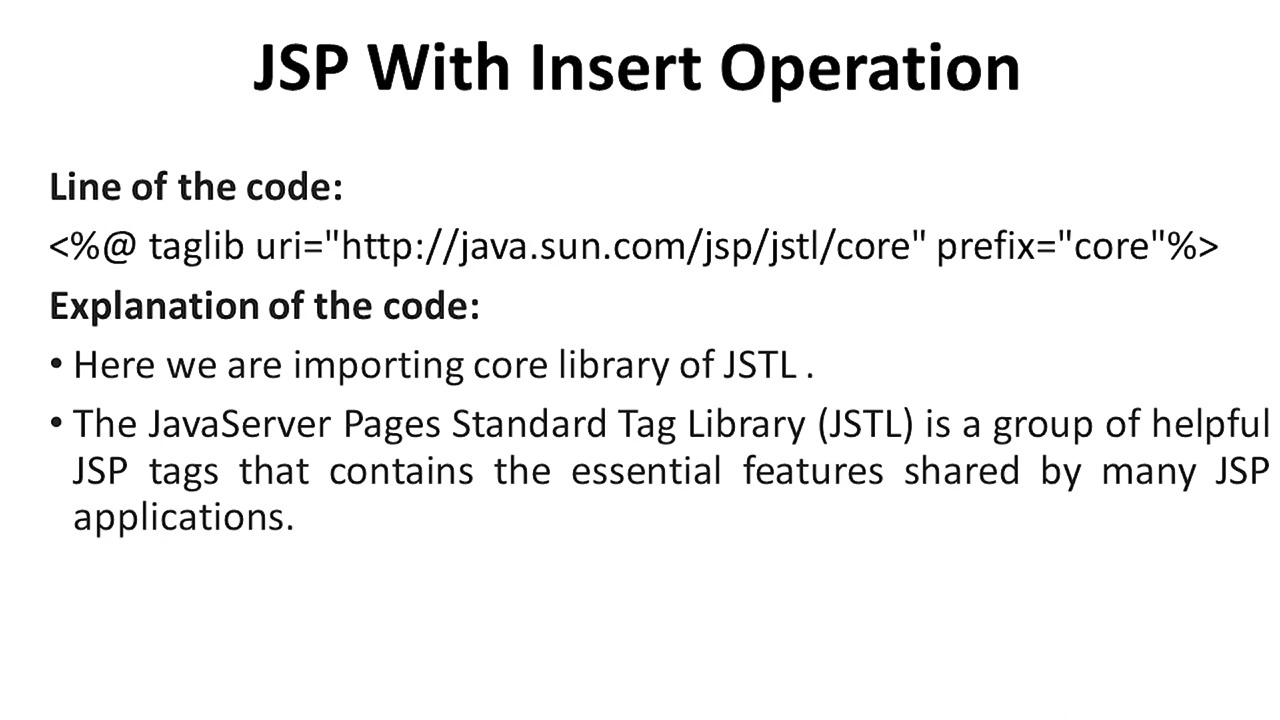 JSP With Insert Operation
Line of the code:
<%@ taglib uri="http://java.sun.com/jsp/jstl/core" prefix="core"%>
Explanation of the code:
• Here we are importing core library of JSTL .
• The JavaServer Pages Standard Tag Library (JSTL) is a group of helpful
JSP tags that contains the essential features shared by many JSP
applications.